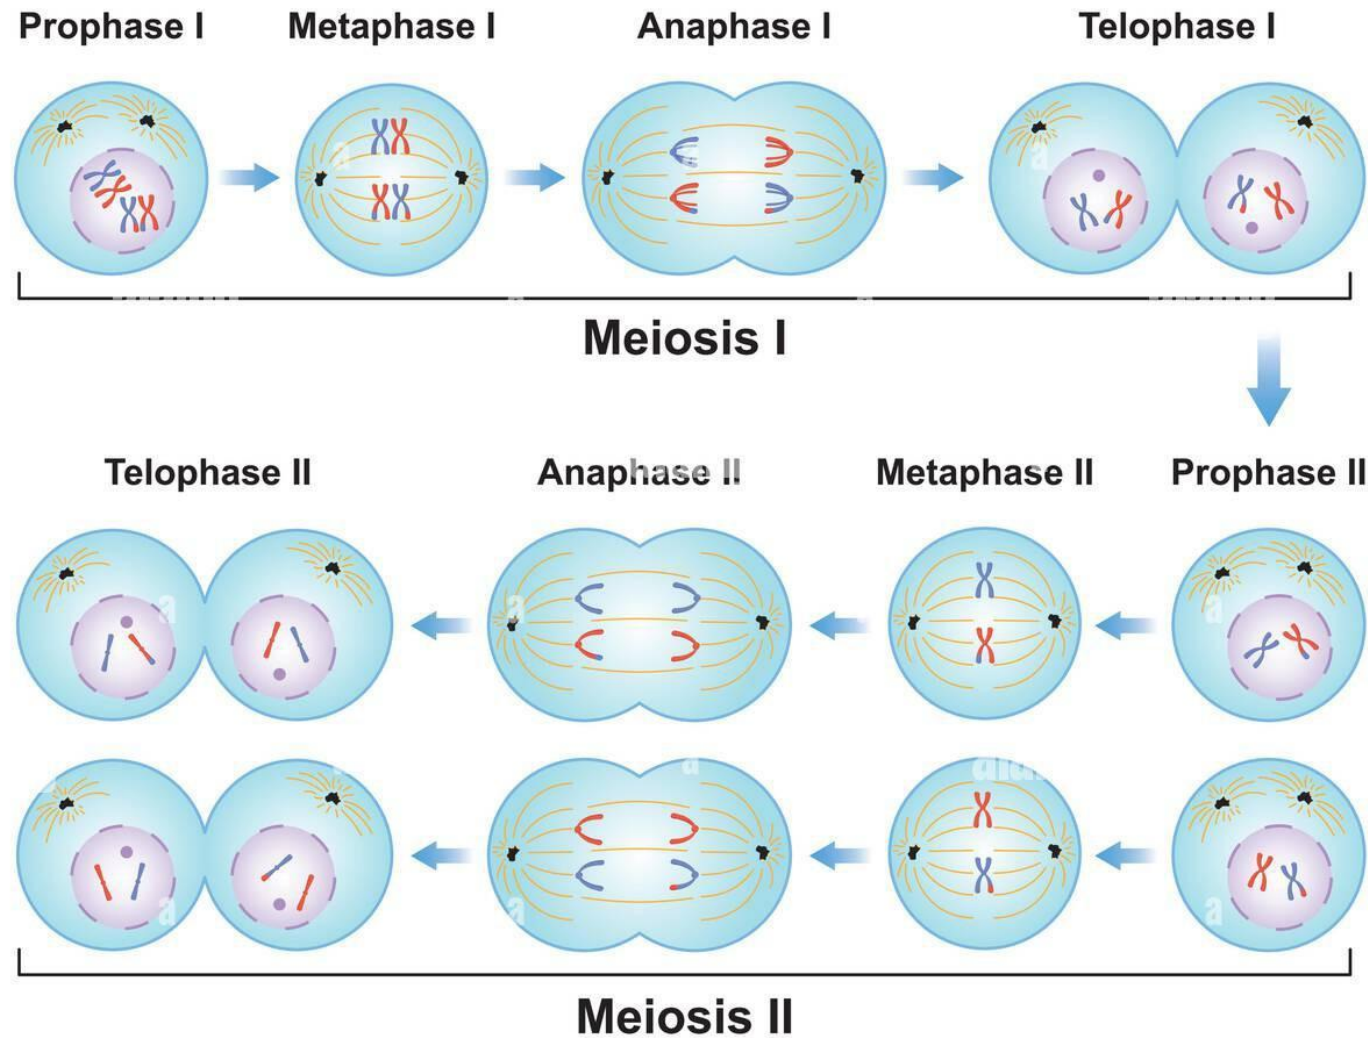 Prophase I Metaphase I Anaphase I Telophase I
Meiosis I
Telophase II Anaphase II Metaphase II Prophase II
Meiosis II